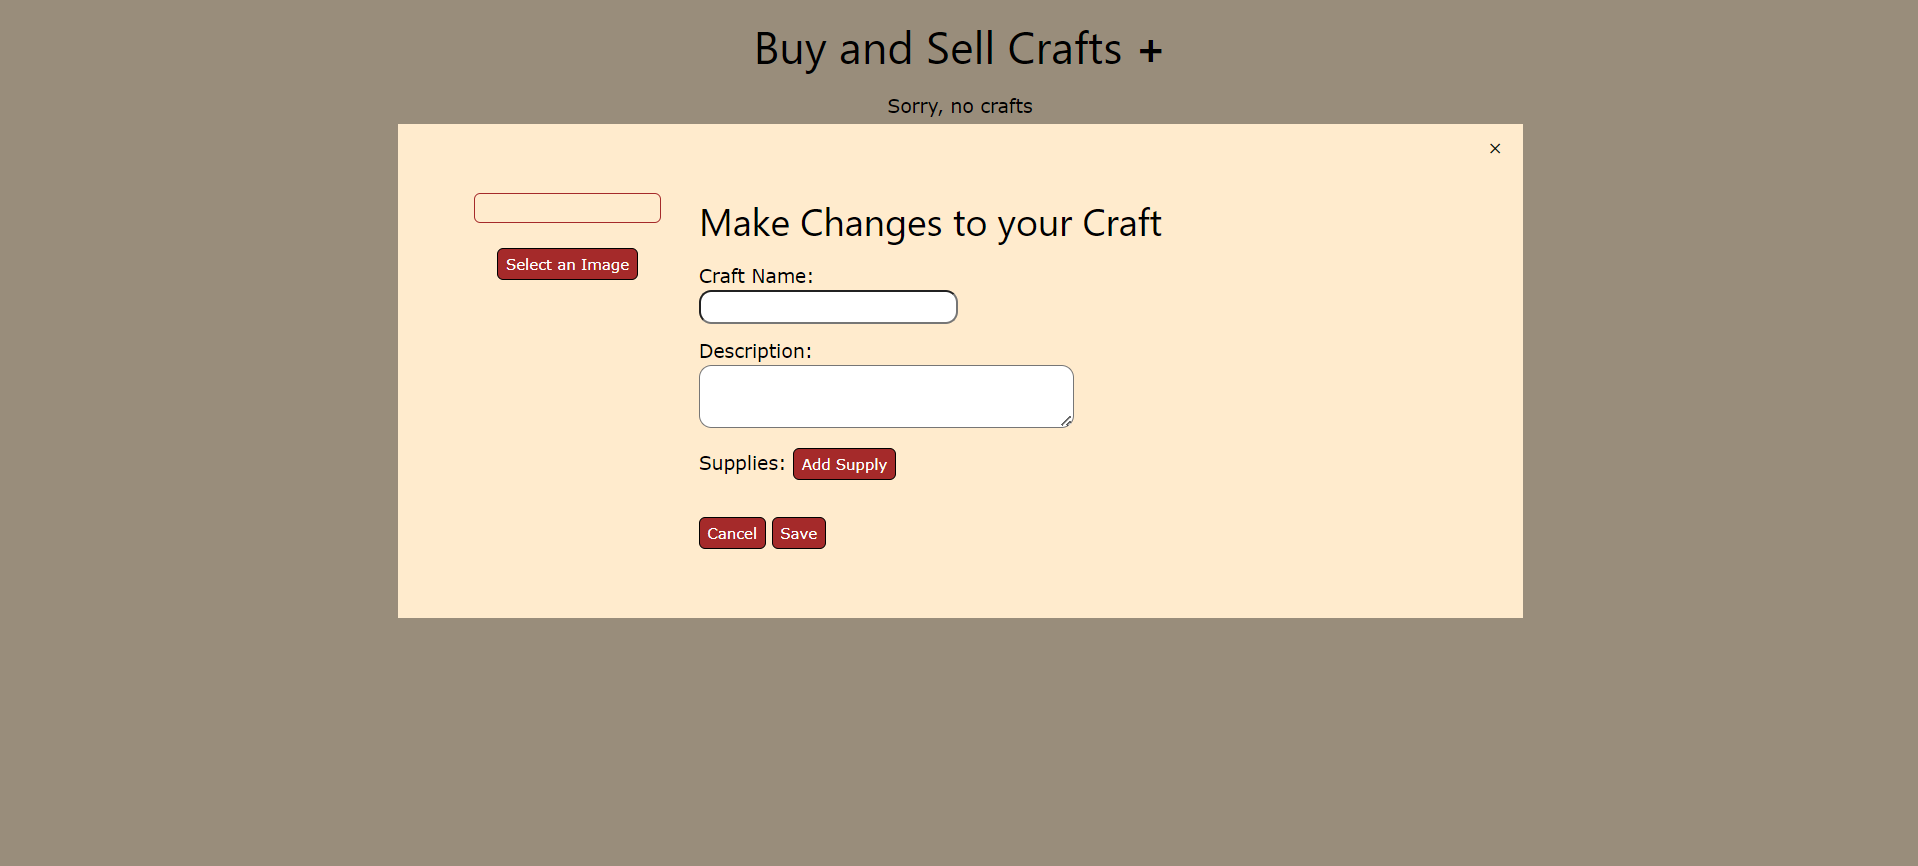 Buy and Sell Crafts +
Sorry, no crafts
×
Select an Image
Make Changes to your Craft
Craft Name:
Description:
Supplies: Add Supply
Cancel Save